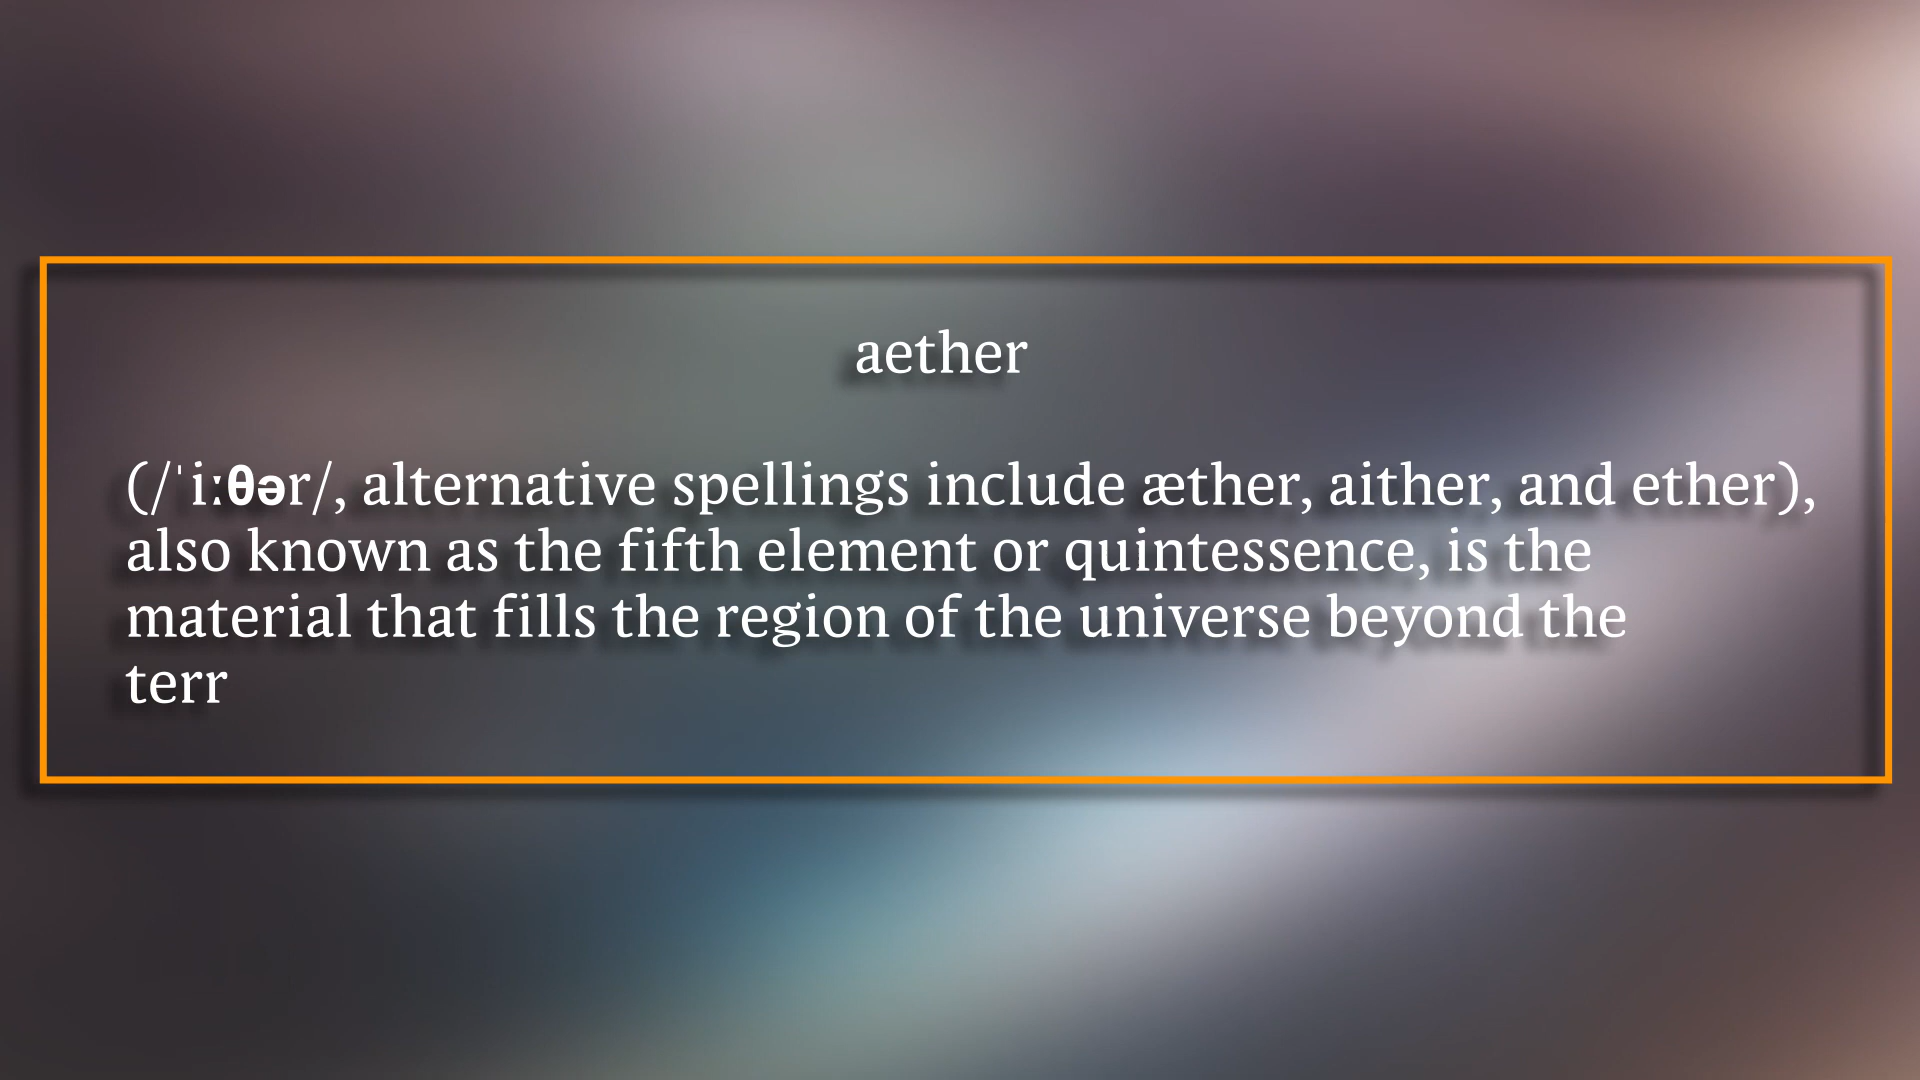 aether
(/ˈiːθər/, alternative spellings include æther, aither, and ether),
also known as the fifth element or quintessence, is the
material that fills the region of the universe beyond the
terr